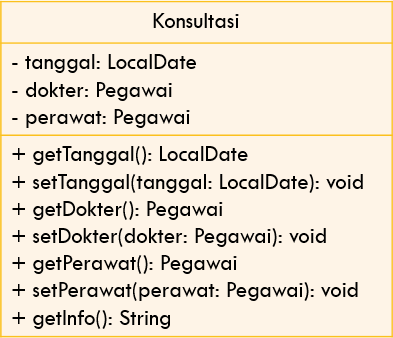 Konsultasi
- tanggal: LocalDate
- dokter: Pegawai
- perawat: Pegawai
+ getTanggal(): LocalDate
+ setTanggal(tanggal: LocalDate): void
+ getDokter(): Pegawai
+ setDokter(dokter: Pegawai): void
+ getPerawat(): Pegawai
+ setPerawat(perawat: Pegawai): void
+ getInfo(): String